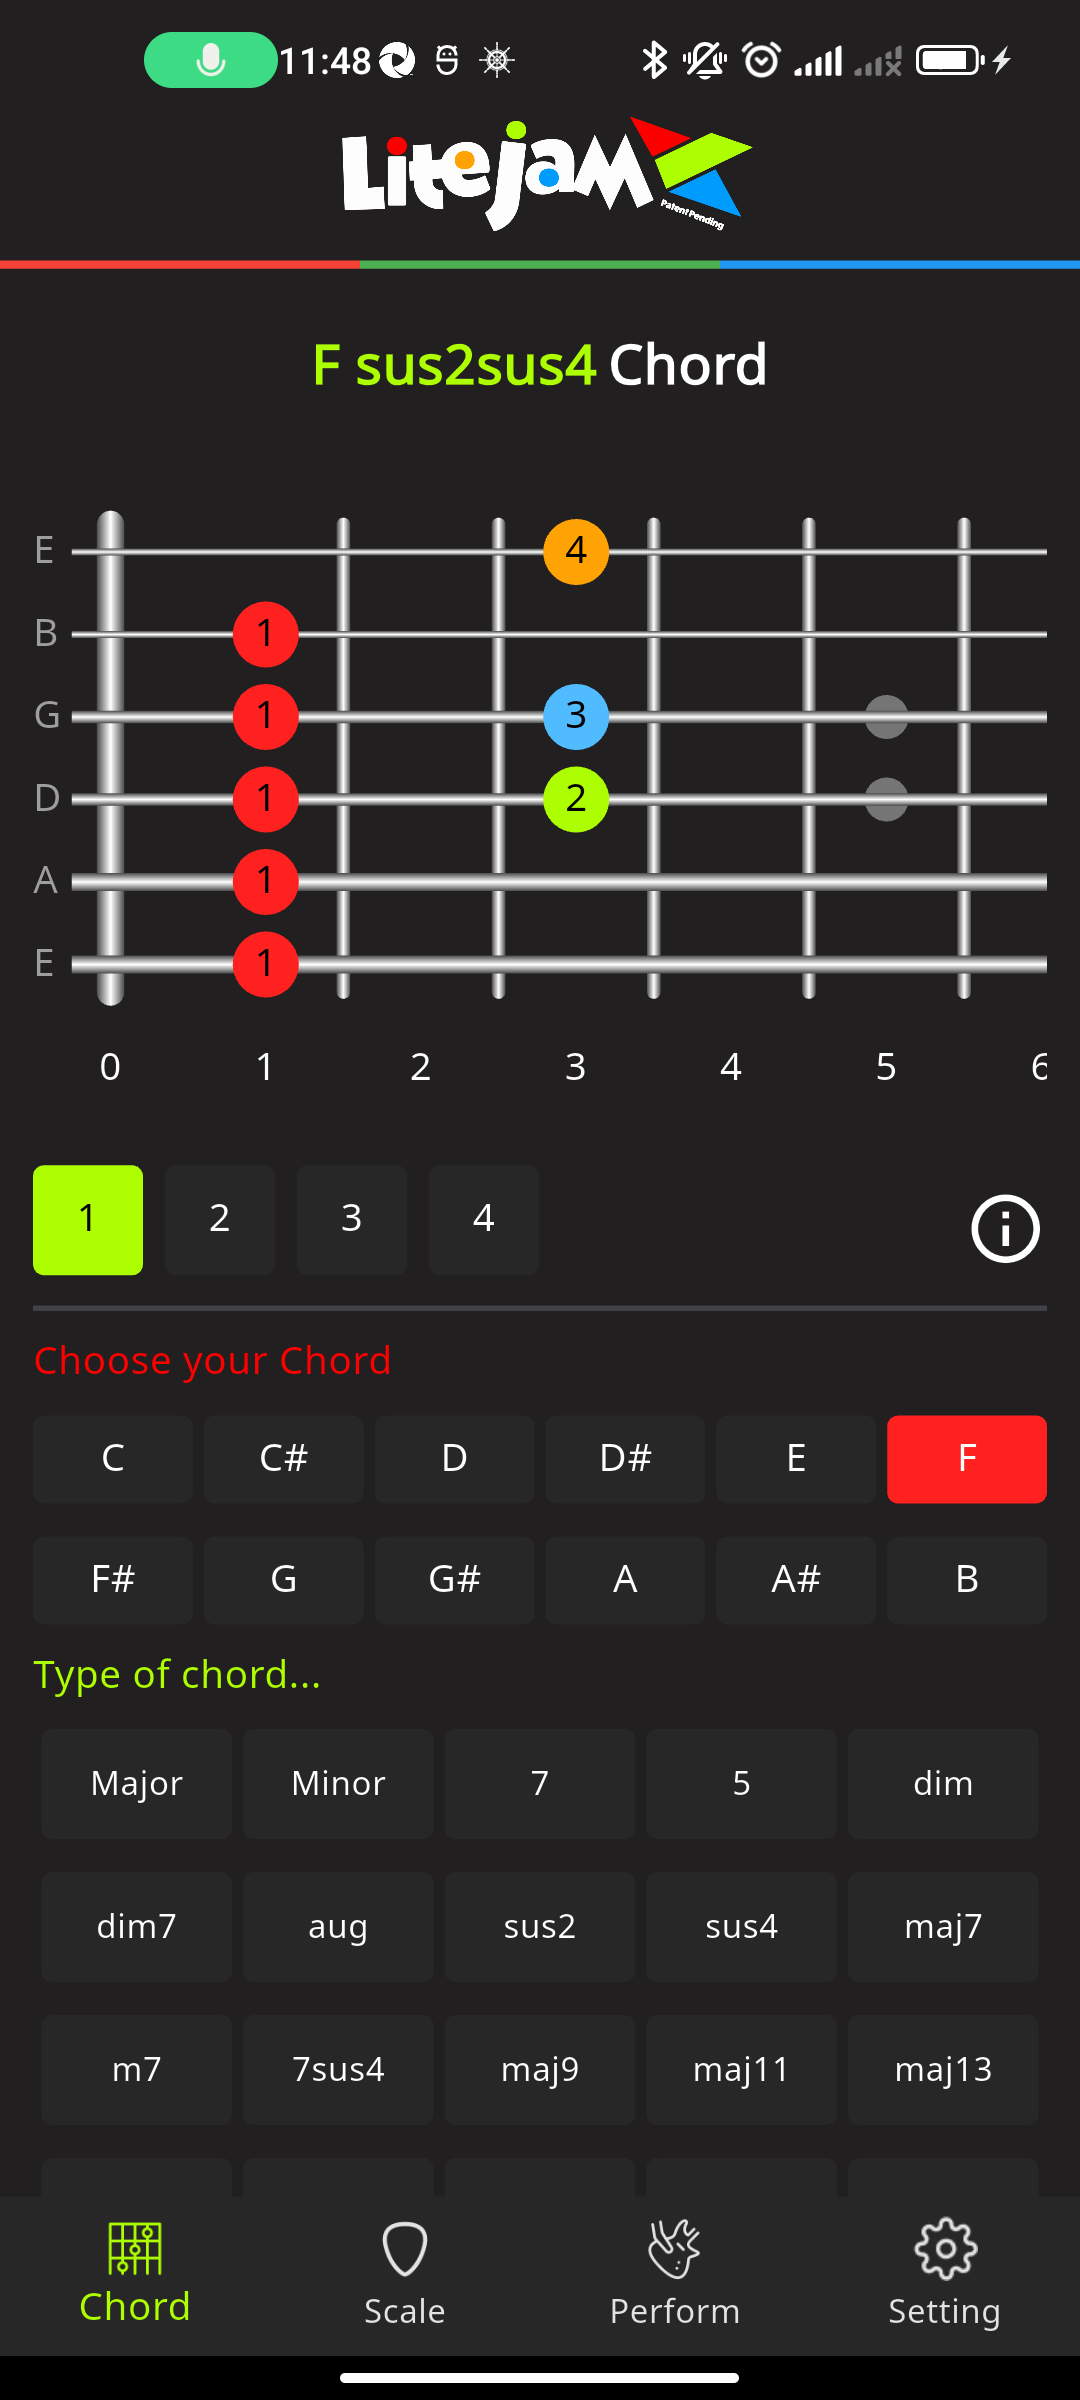 11:48
LiteJam
Patent Pending
F sus2sus4 Chord
E 4
B 1
G 1 3
D 1 2
A 1
E 1
0 1 2 3 4 5 6
1 2 3 4
Choose your Chord
C C# D D# E F
F# G G# A A# B
Type of chord...
Major Minor 7 5 dim
dim7 aug sus2 sus4 maj7
m7 7sus4 maj9 maj11 maj13
Chord Scale Perform Setting